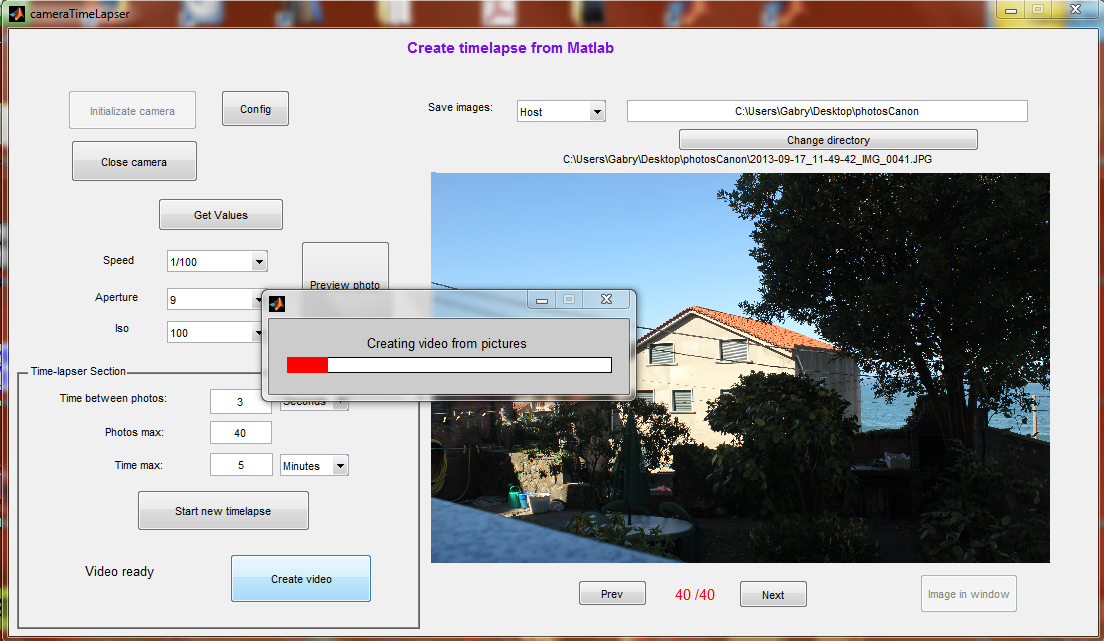 cameraTimeLapser
Create timelapse from Matlab
Initializate camera
Config
Save images:
Host
C:\Users\Gabry\Desktop\photosCanon
Change directory
C:\Users\Gabry\Desktop\photosCanon\2013-09-17_11-49-42_IMG_0041.JPG
Close camera
Get Values
Speed
1/100
Preview photo
Aperture
9
Iso
100
Creating video from pictures
Time-lapser Section
Time between photos:
3
Seconds
Photos max:
40
Time max:
5
Minutes
Start new timelapse
Video ready
Create video
Prev
40 /40
Next
Image in window